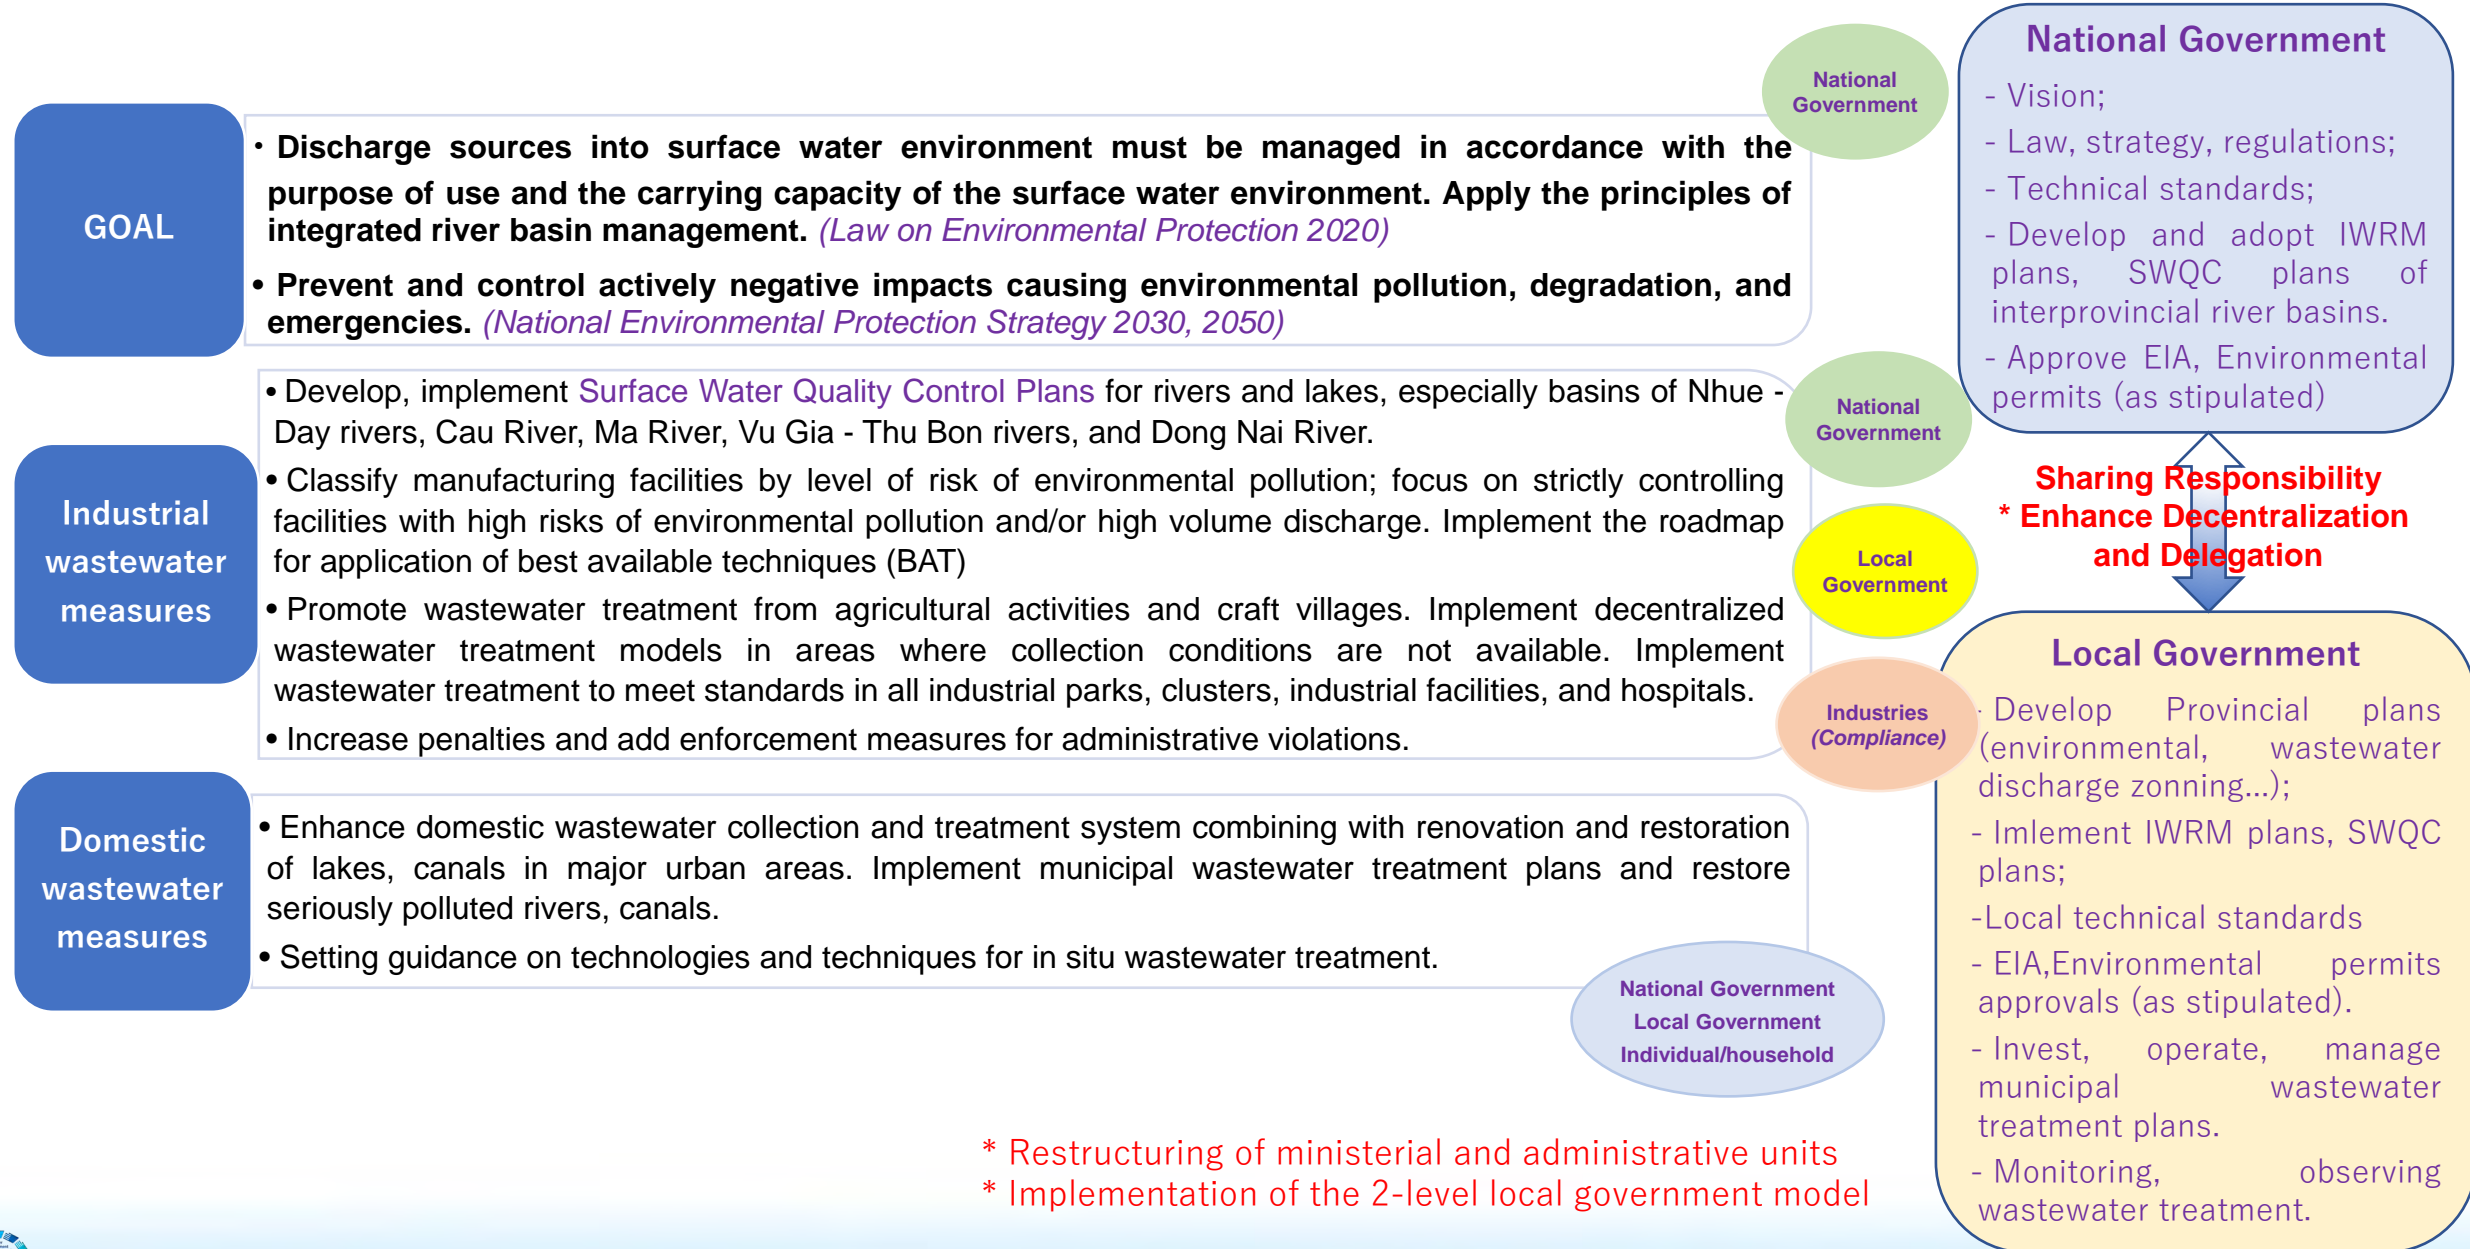 GOAL
• Discharge sources into surface water environment must be managed in accordance with the
purpose of use and the carrying capacity of the surface water environment. Apply the principles of
integrated river basin management. (Law on Environmental Protection 2020)
• Prevent and control actively negative impacts causing environmental pollution, degradation, and
emergencies. (National Environmental Protection Strategy 2030, 2050)
National
Government
Industrial
wastewater
measures
• Develop, implement Surface Water Quality Control Plans for rivers and lakes, especially basins of Nhue -
Day rivers, Cau River, Ma River, Vu Gia - Thu Bon rivers, and Dong Nai River.
• Classify manufacturing facilities by level of risk of environmental pollution; focus on strictly controlling
facilities with high risks of environmental pollution and/or high volume discharge. Implement the roadmap
for application of best available techniques (BAT)
• Promote wastewater treatment from agricultural activities and craft villages. Implement decentralized
wastewater treatment models in areas where collection conditions are not available. Implement
wastewater treatment to meet standards in all industrial parks, clusters, industrial facilities, and hospitals.
• Increase penalties and add enforcement measures for administrative violations.
National
Government
Local
Government
Industries
(Compliance)
Domestic
wastewater
measures
• Enhance domestic wastewater collection and treatment system combining with renovation and restoration
of lakes, canals in major urban areas. Implement municipal wastewater treatment plans and restore
seriously polluted rivers, canals.
• Setting guidance on technologies and techniques for in situ wastewater treatment.
National Government
Local Government
Individual/household
* Restructuring of ministerial and administrative units
* Implementation of the 2-level local government model
National Government
- Vision;
- Law, strategy, regulations;
- Technical standards;
- Develop and adopt IWRM
plans, SWQC plans of
interprovincial river basins.
- Approve EIA, Environmental
permits (as stipulated)
Sharing Responsibility
* Enhance Decentralization
and Delegation
Local Government
- Develop Provincial plans
(environmental, wastewater
discharge zonning...);
- Imlement IWRM plans, SWQC
plans;
-Local technical standards
- EIA,Environmental permits
approvals (as stipulated).
- Invest, operate, manage
municipal wastewater
treatment plans.
- Monitoring, observing
wastewater treatment.